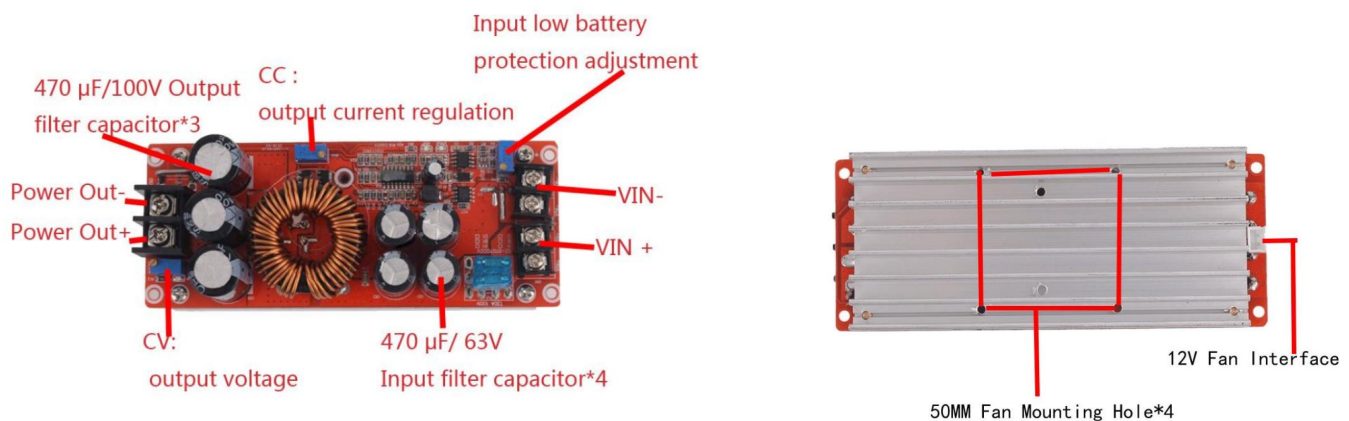 Input low battery
protection adjustment
470 μF/100V Output
filter capacitor*3
CC :
output current regulation
Power Out-
Power Out+
VIN-
VIN +
CV:
output voltage
470 μF/ 63V
Input filter capacitor*4
12V Fan Interface
50MM Fan Mounting Hole*4